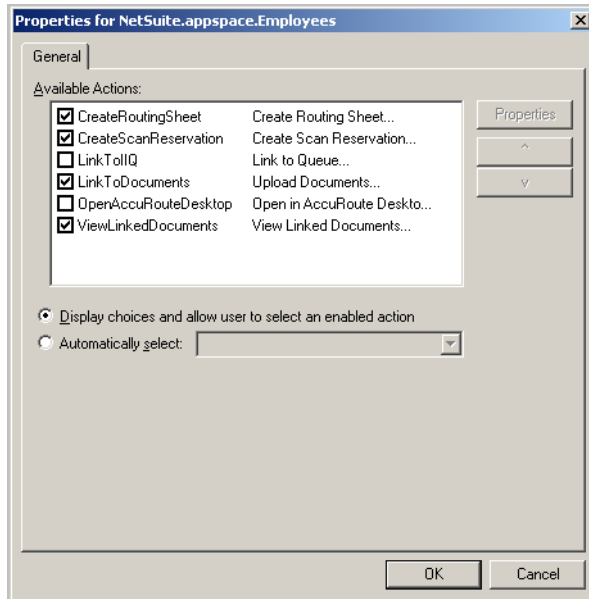 Properties for NetSuite.appspace.Employees
General
Available Actions:
CreateRoutingSheet Create Routing Sheet...
CreateScanReservation Create Scan Reservation...
LinkToIIQ Link to Queue...
LinkToDocuments Upload Documents...
OpenAccuRouteDesktop Open in AccuRoute Deskto...
ViewLinkedDocuments View Linked Documents...
Properties
^
v
Display choices and allow user to select an enabled action
Automatically select:
OK Cancel